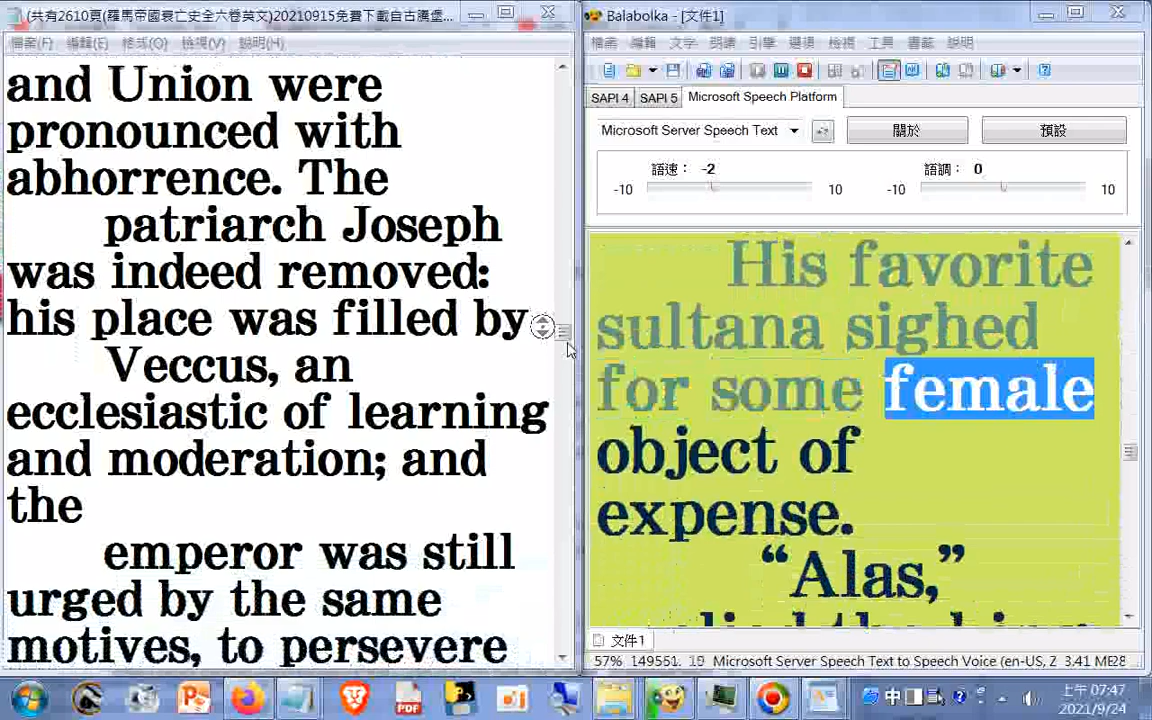 (共有2610頁(羅馬帝國衰亡史全六卷英文)20210915免費下載自古騰堡...
檔案(F) 編輯(E) 格式(O) 檢視(V) 說明(H)
and Union were
pronounced with
abhorrence. The
patriarch Joseph
was indeed removed:
his place was filled by
Veccus, an
ecclesiastic of learning
and moderation; and
the
emperor was still
urged by the same
motives, to persevere
Balabolka - [文件1]
檔案 編輯 文字 朗讀 引擎 選項 檢視 工具 書籤 說明
SAPI 4 SAPI 5 Microsoft Speech Platform
Microsoft Server Speech Text
關於
預設
語速： -2
-10 10
語調： 0
-10 10
His favorite
sultana sighed
for some female
object of
expense.
“Alas,”
文件1
57% 149551. Microsoft Server Speech Text to Speech Voice (en-US, Z 3.41 ME28
中
上午 07:47
2021/9/24